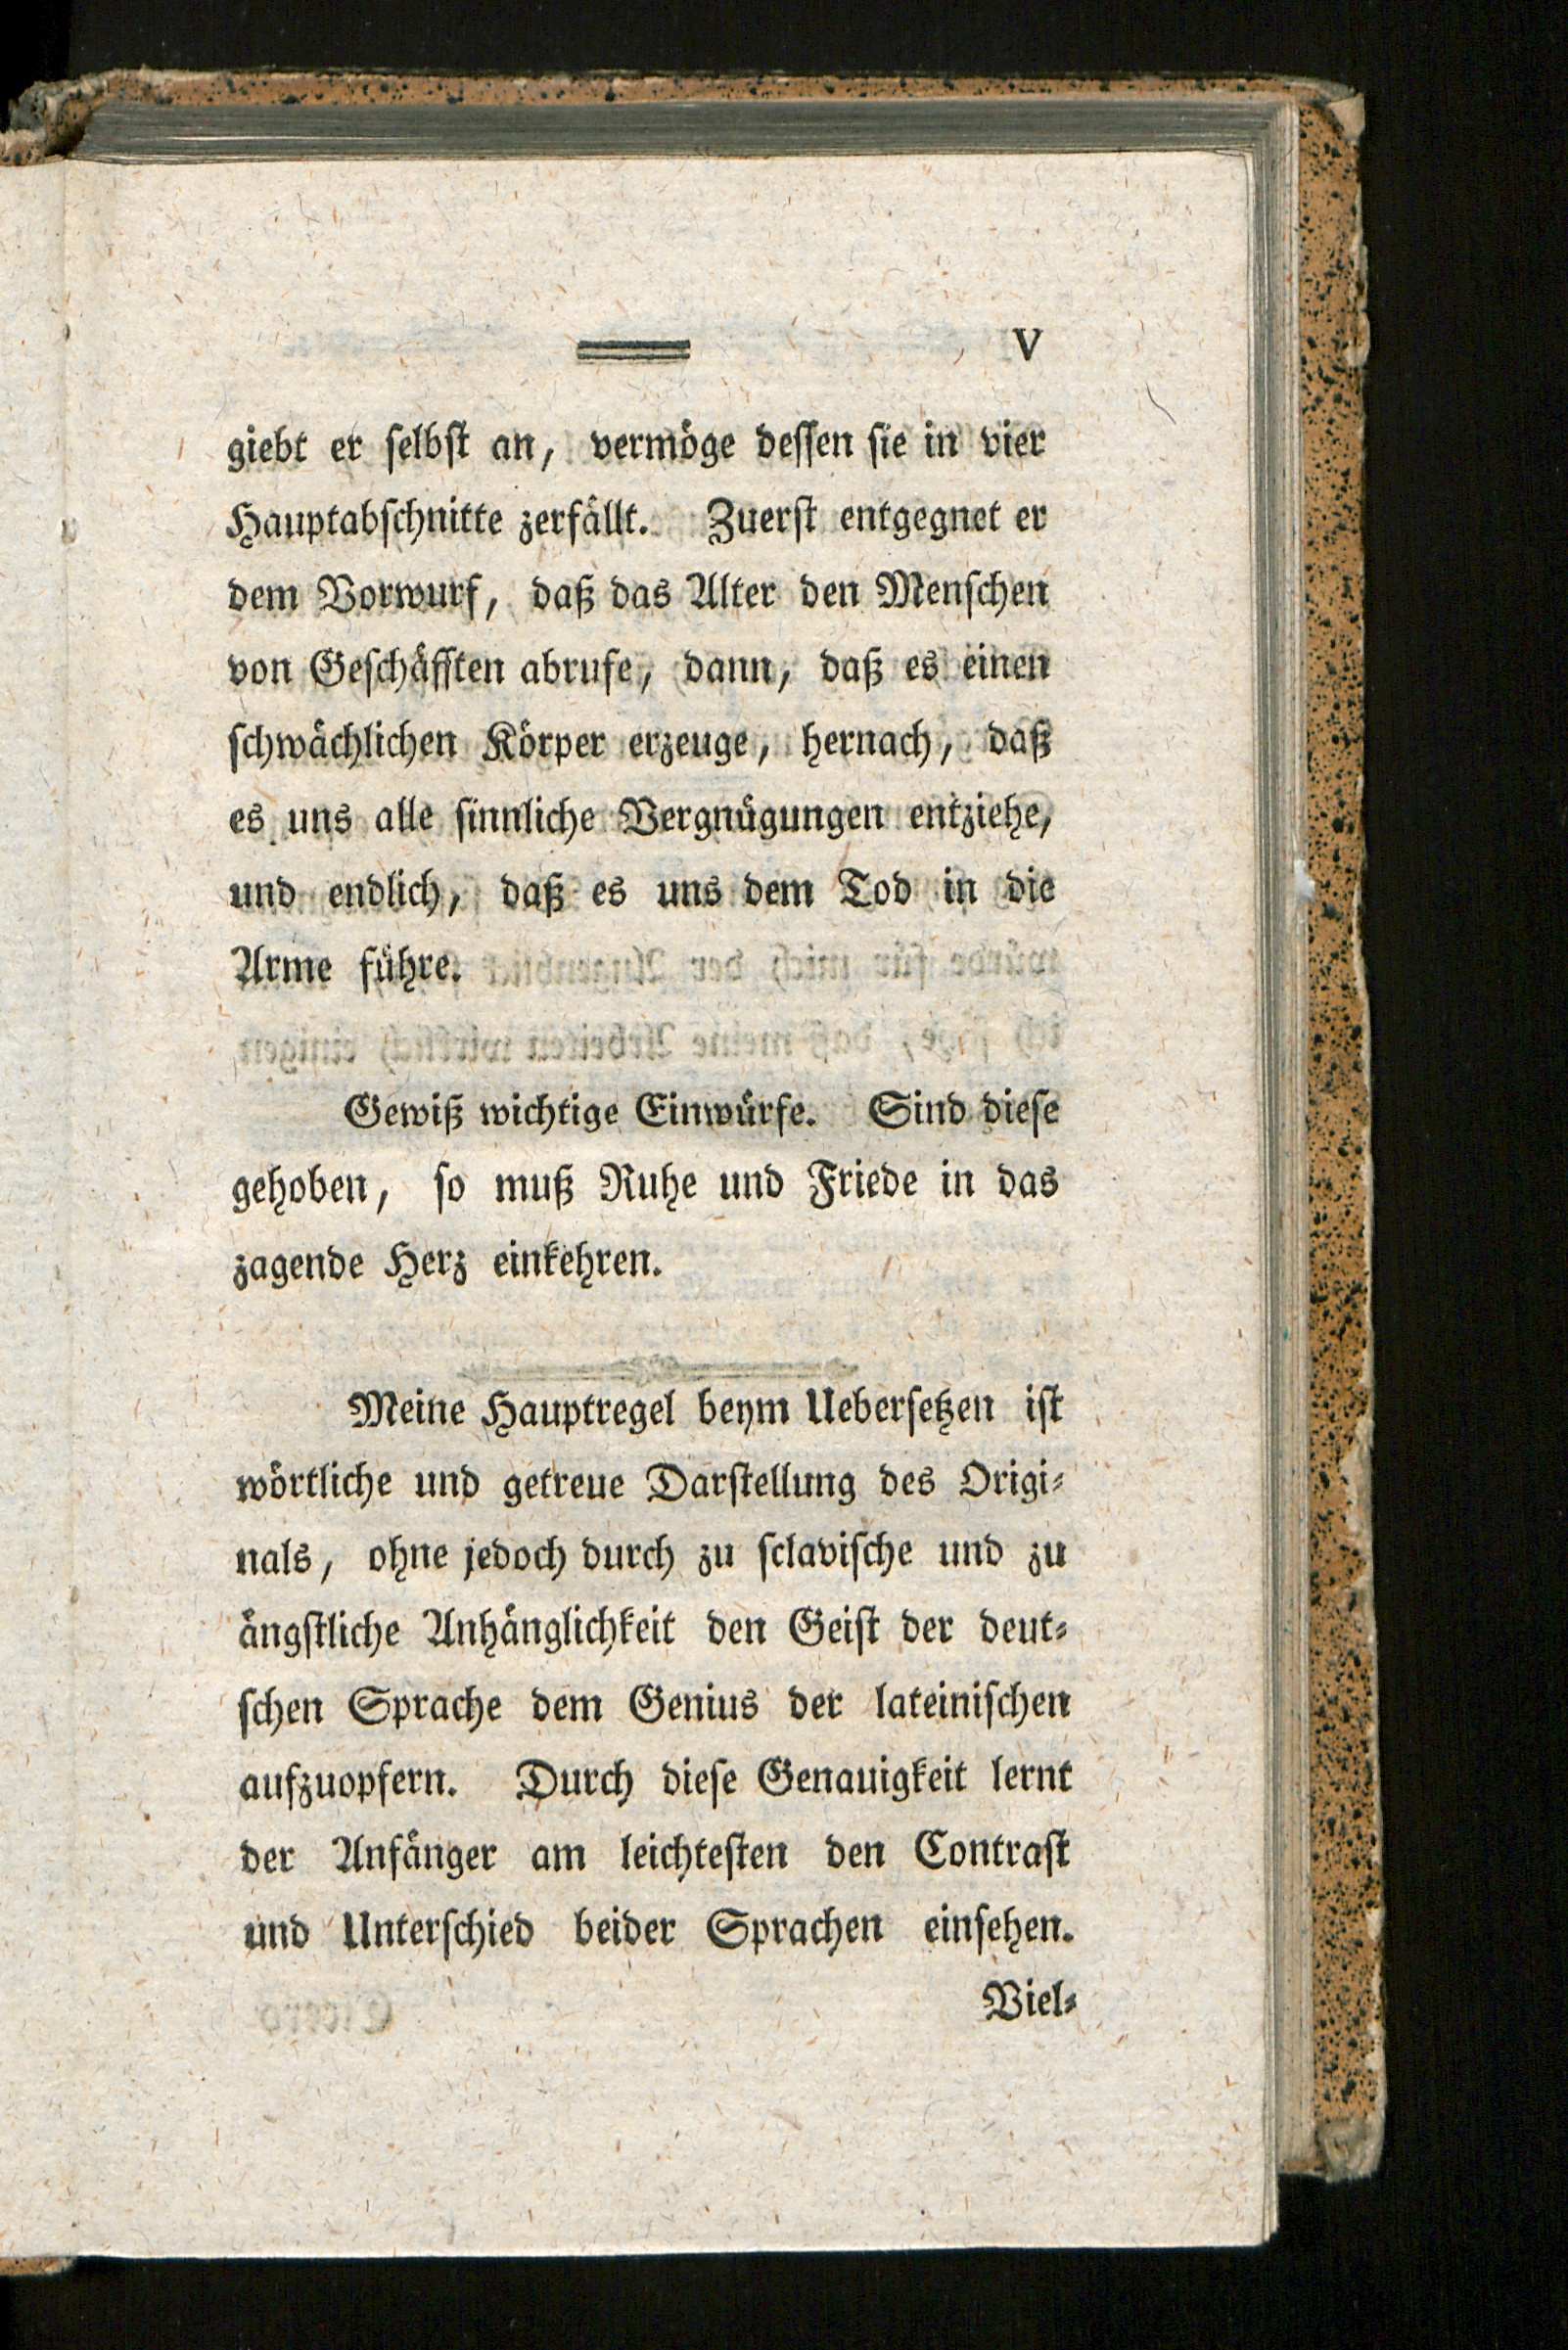 V
giebt er selbst an, vermöge dessen sie in vier
Hauptabschnitte zerfällt. Zuerst entgegnet er
dem Vorwurf, daß das Alter den Menschen
von Geschäfften abrufe, dann, daß es einen
schwächlichen Körper erzeuge, hernach, daß
es uns alle sinnliche Vergnügungen entziehe,
und endlich, daß es uns dem Tod in die
Arme führe.
Gewiß wichtige Einwürfe. Sind diese
gehoben, so muß Ruhe und Friede in das
zagende Herz einkehren.
Meine Hauptregel beym Uebersetzen ist
wörtliche und getreue Darstellung des Origi-
nals, ohne jedoch durch zu sclavische und zu
ängstliche Anhänglichkeit den Geist der deut-
schen Sprache dem Genius der lateinischen
aufzuopfern. Durch diese Genauigkeit lernt
der Anfänger am leichtesten den Contrast
und Unterschied beider Sprachen einsehen.
Viel-